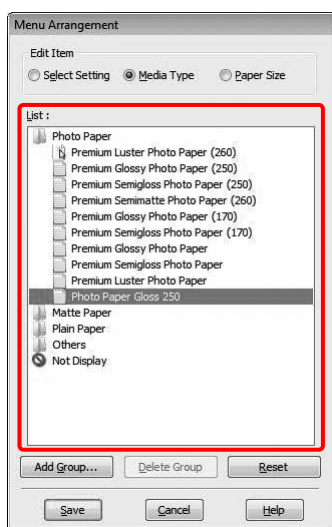 Menu Arrangement
Edit Item
Select Setting Media Type Paper Size
List :
Photo Paper
Premium Luster Photo Paper (260)
Premium Glossy Photo Paper (250)
Premium Semigloss Photo Paper (250)
Premium Semimatte Photo Paper (260)
Premium Glossy Photo Paper (170)
Premium Semigloss Photo Paper (170)
Premium Glossy Photo Paper
Premium Semigloss Photo Paper
Premium Luster Photo Paper
Photo Paper Gloss 250
Matte Paper
Plain Paper
Others
Not Display
Add Group... Delete Group Reset
Save Cancel Help